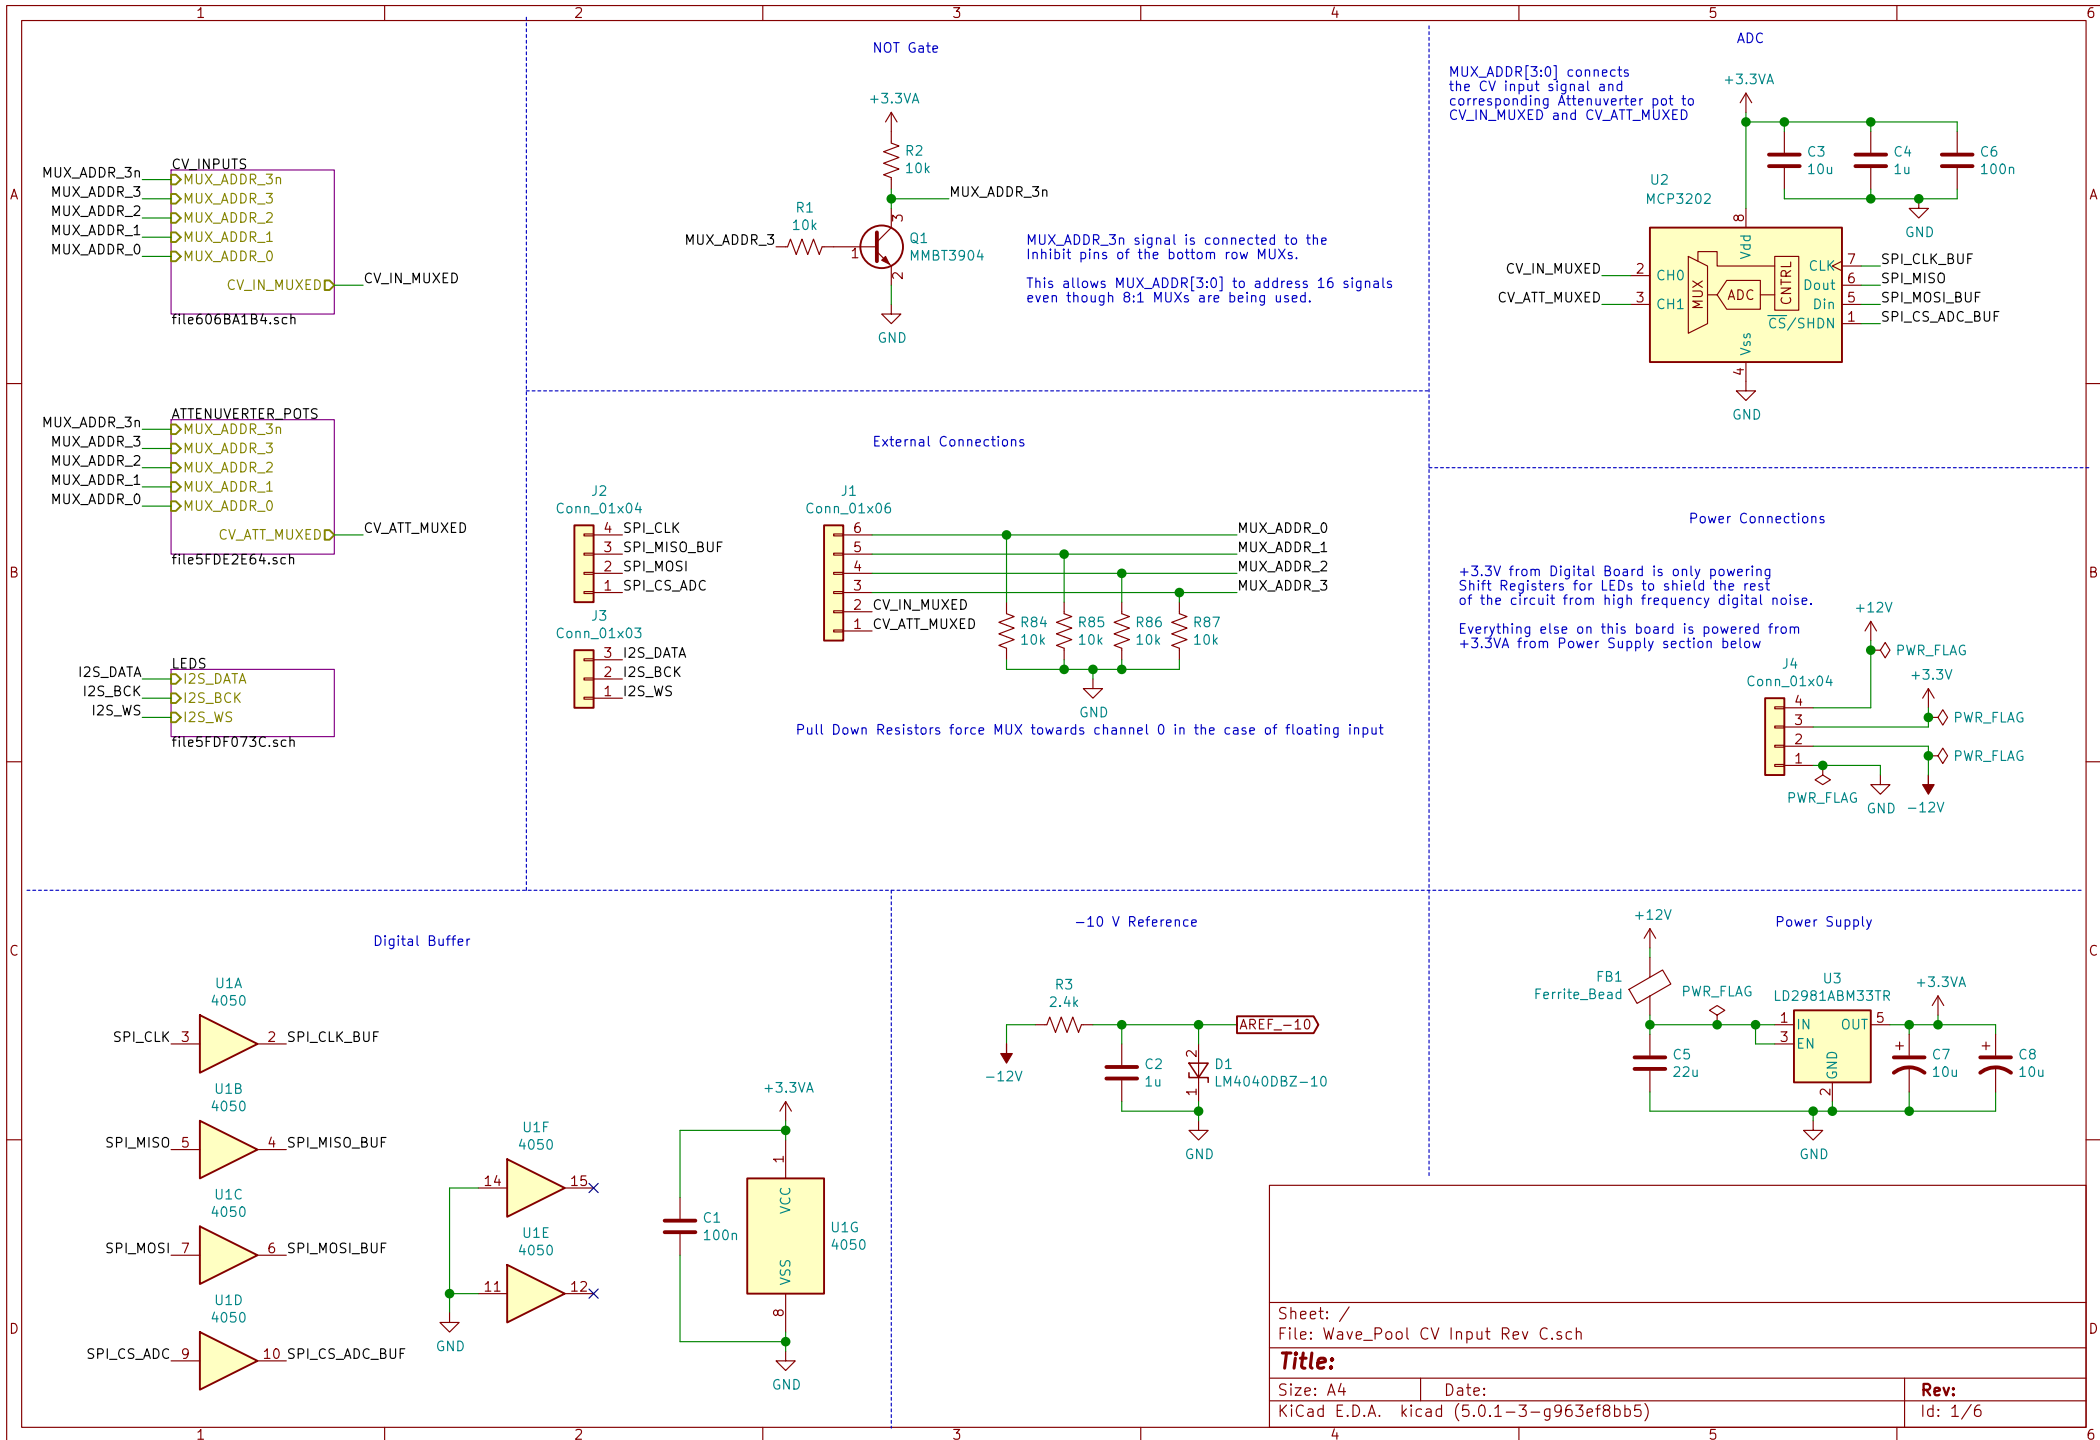 1 2 3 4 5 6
A
B
C
D
CV_INPUTS
MUX_ADDR_3n MUX_ADDR_3n
MUX_ADDR_3 MUX_ADDR_3
MUX_ADDR_2 MUX_ADDR_2
MUX_ADDR_1 MUX_ADDR_1
MUX_ADDR_0 MUX_ADDR_0
CV_IN_MUXED CV_IN_MUXED
file606BA1B4.sch
ATTENUVERTER_POTS
MUX_ADDR_3n MUX_ADDR_3n
MUX_ADDR_3 MUX_ADDR_3
MUX_ADDR_2 MUX_ADDR_2
MUX_ADDR_1 MUX_ADDR_1
MUX_ADDR_0 MUX_ADDR_0
CV_ATT_MUXED CV_ATT_MUXED
file5FDE2E64.sch
LEDS
I2S_DATA I2S_DATA
I2S_BCK I2S_BCK
I2S_WS I2S_WS
file5FDF073C.sch
NOT Gate
+3.3VA
R2
10k
MUX_ADDR_3n
R1
10k
MUX_ADDR_3
1
3
2
Q1
MMBT3904
GND
MUX_ADDR_3n signal is connected to the
Inhibit pins of the bottom row MUXs.
This allows MUX_ADDR[3:0] to address 16 signals
even though 8:1 MUXs are being used.
ADC
MUX_ADDR[3:0] connects
the CV input signal and
corresponding Attenuverter pot to
CV_IN_MUXED and CV_ATT_MUXED
+3.3VA
C3
10u
C4
1u
C6
100n
GND
U2
MCP3202
8
Vdd
CV_IN_MUXED 2 CH0
CV_ATT_MUXED 3 CH1
MUX
ADC
CNTRL
CLK 7 SPI_CLK_BUF
Dout 6 SPI_MISO
Din 5 SPI_MOSI_BUF
CS/SHDN 1 SPI_CS_ADC_BUF
Vss
4
GND
External Connections
J2
Conn_01x04
4 SPI_CLK
3 SPI_MISO_BUF
2 SPI_MOSI
1 SPI_CS_ADC
J3
Conn_01x03
3 I2S_DATA
2 I2S_BCK
1 I2S_WS
J1
Conn_01x06
6 MUX_ADDR_0
5 MUX_ADDR_1
4 MUX_ADDR_2
3 MUX_ADDR_3
2 CV_IN_MUXED
1 CV_ATT_MUXED
R84
10k
R85
10k
R86
10k
R87
10k
GND
Pull Down Resistors force MUX towards channel 0 in the case of floating input
Power Connections
+3.3V from Digital Board is only powering
Shift Registers for LEDs to shield the rest
of the circuit from high frequency digital noise.
Everything else on this board is powered from
+3.3VA from Power Supply section below
+12V
PWR_FLAG
J4
Conn_01x04
+3.3V
4
3
2
1
PWR_FLAG
PWR_FLAG
PWR_FLAG
GND
-12V
Digital Buffer
U1A
4050
SPI_CLK 3 2 SPI_CLK_BUF
U1B
4050
SPI_MISO 5 4 SPI_MISO_BUF
U1C
4050
SPI_MOSI 7 6 SPI_MOSI_BUF
U1D
4050
SPI_CS_ADC 9 10 SPI_CS_ADC_BUF
U1F
4050
14 15
U1E
4050
11 12
GND
+3.3VA
1
VCC
C1
100n
U1G
4050
VSS
8
GND
-10 V Reference
R3
2.4k
AREF_-10
-12V
C2
1u
2
D1
LM4040DBZ-10
1
GND
Power Supply
+12V
FB1
Ferrite_Bead
PWR_FLAG
U3
LD2981ABM33TR
+3.3VA
1 IN OUT 5
3 EN
GND
2
C5
22u
C7
10u
C8
10u
GND
Sheet: /
File: Wave_Pool CV Input Rev C.sch
Title:
Size: A4 Date: Rev:
KiCad E.D.A. kicad (5.0.1-3-g963ef8bb5) Id: 1/6
A
B
C
D
1 2 3 4 5 6